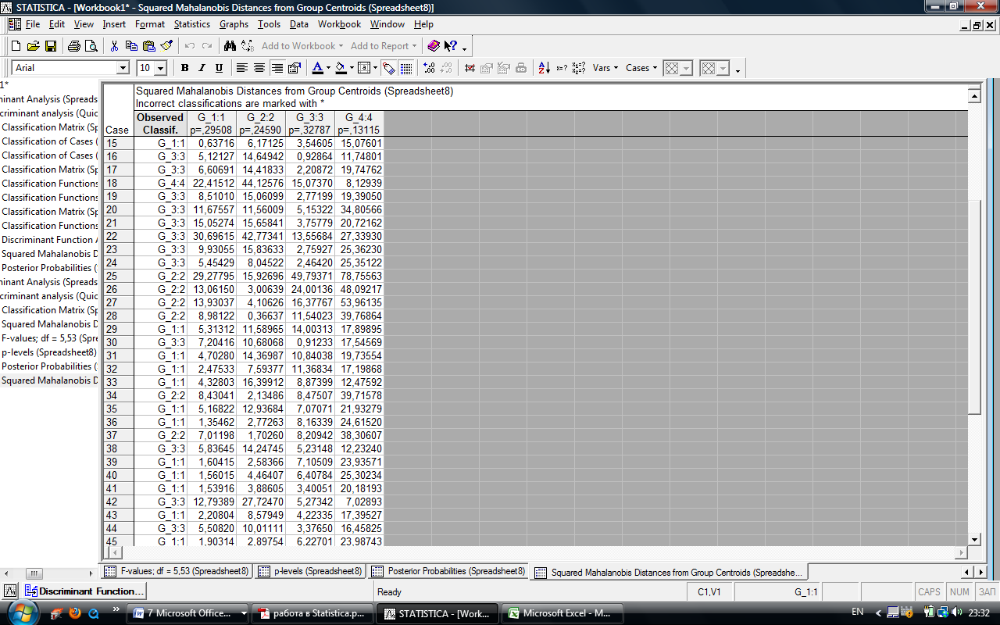 STATISTICA - [Workbook1* - Squared Mahalanobis Distances from Group Centroids (Spreadsheet8)]
File Edit View Insert Format Statistics Graphs Tools Data Workbook Window Help
Add to Workbook Add to Report
Arial 10 B I U Vars Cases
1*
minant Analysis (Spreads
criminant analysis (Quic
Classification Matrix (Sp
Classification of Cases (
Classification of Cases (
Classification Matrix (Sp
Classification Functions
Classification Functions
Classification Matrix (Sp
Classification Functions
Discriminant Function A
Squared Mahalanobis D
Posterior Probabilities (
minant Analysis (Spreads
criminant analysis (Quic
Classification Matrix (Sp
Squared Mahalanobis D
F-values; df = 5,53 (Spre
p-levels (Spreadsheet8)
Posterior Probabilities (
Squared Mahalanobis D
Squared Mahalanobis Distances from Group Centroids (Spreadsheet8)
Incorrect classifications are marked with *
Observed G_1:1 G_2:2 G_3:3 G_4:4
Case Classif. p=,29508 p=,24590 p=,32787 p=,13115
15 G_1:1 0,63716 6,17125 3,54605 15,07601
16 G_3:3 5,12127 14,64942 0,92864 11,74801
17 G_3:3 6,60691 14,41833 2,20872 19,74762
18 G_4:4 22,41512 44,12576 15,07370 8,12939
19 G_3:3 8,51010 15,06099 2,77199 19,39050
20 G_3:3 11,67557 11,56009 5,15322 34,80566
21 G_3:3 15,05274 15,65841 3,75779 20,72162
22 G_3:3 30,69615 42,77341 13,55684 27,33930
23 G_3:3 9,93055 15,83633 2,75927 25,36230
24 G_3:3 5,45429 8,04522 2,46420 25,35122
25 G_2:2 29,27795 15,92696 49,79371 78,75563
26 G_2:2 13,06150 3,00639 24,00136 48,09217
27 G_2:2 13,93037 4,10626 16,37767 53,96135
28 G_2:2 8,98122 0,36637 11,54023 39,76864
29 G_1:1 5,31312 11,58965 14,00313 17,89895
30 G_3:3 7,20416 10,68068 0,91233 17,54569
31 G_1:1 4,70280 14,36987 10,84038 19,73554
32 G_1:1 2,47533 7,59377 11,36834 17,19868
33 G_1:1 4,32803 16,39912 8,87399 12,47592
34 G_2:2 8,43041 2,13486 8,47507 39,71578
35 G_1:1 5,16822 12,93684 7,07071 21,93279
36 G_1:1 1,35462 2,77263 8,16339 24,61520
37 G_2:2 7,01198 1,70260 8,20942 38,30607
38 G_3:3 5,83645 14,24745 5,23148 12,23240
39 G_1:1 1,60415 2,58366 7,10509 23,93571
40 G_1:1 1,56015 4,46407 6,40784 25,30234
41 G_1:1 1,53916 3,88605 3,40051 20,18193
42 G_3:3 12,79389 27,72470 5,27342 7,02893
43 G_1:1 2,20804 8,57949 4,22335 17,39527
44 G_3:3 5,50820 10,01111 3,37650 16,45825
45 G_1:1 1,90314 2,89754 6,22701 23,98743
F-values; df = 5,53 (Spreadsheet8) p-levels (Spreadsheet8) Posterior Probabilities (Spreadsheet8) Squared Mahalanobis Distances from Group Centroids (Spreadshe...
Discriminant Function... Ready C1,V1 G_1:1 CAPS NUM ЗАП
7 Microsoft Office... работа в Statistica.p... STATISTICA - [Work... Microsoft Excel - M... EN 23:32